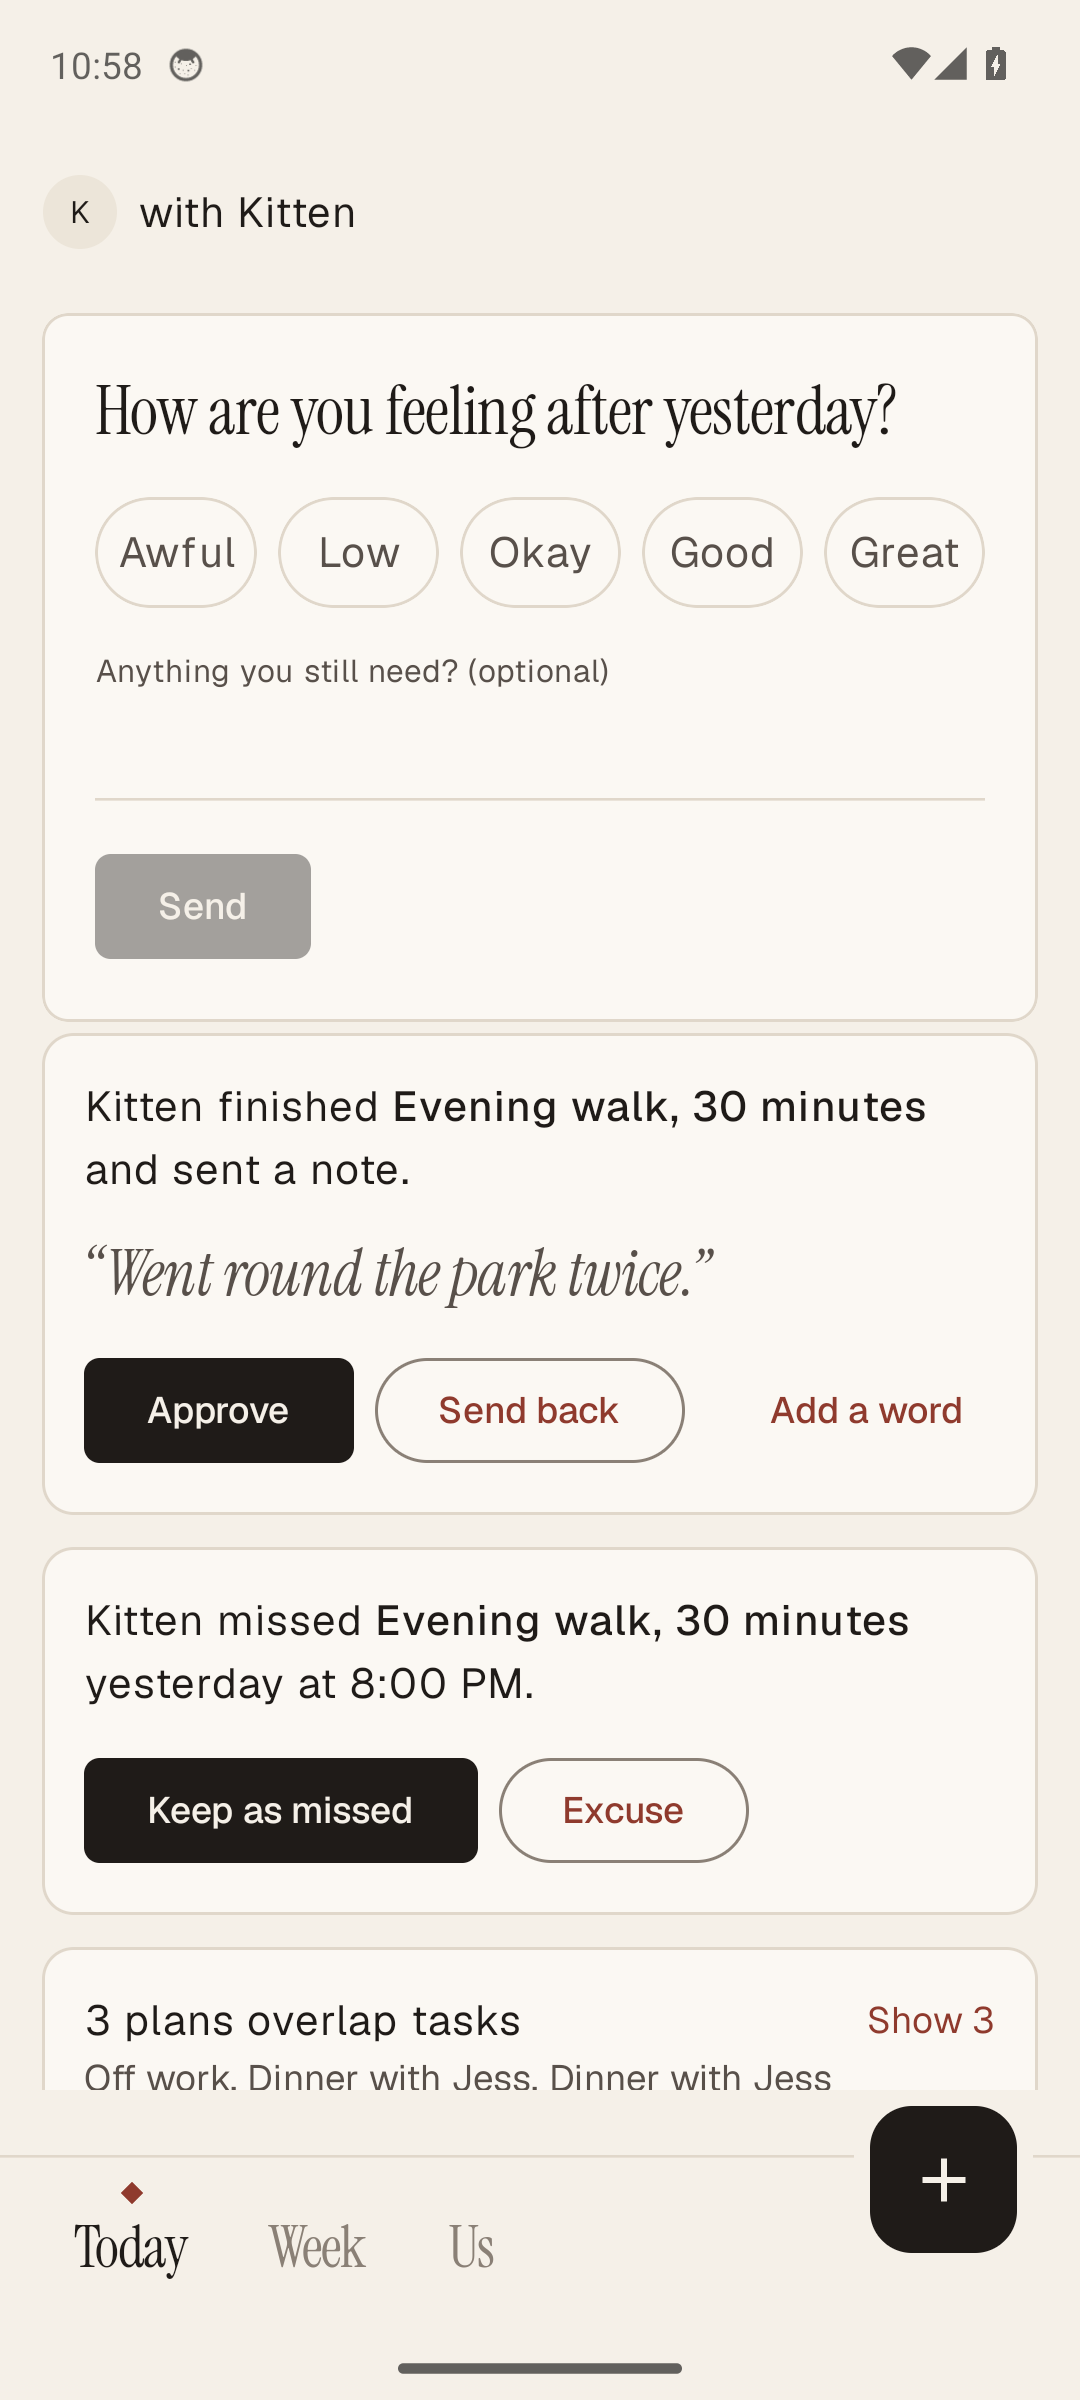 10:58
K
with Kitten
How are you feeling after yesterday?
Awful Low Okay Good Great
Anything you still need? (optional)
Send
Kitten finished Evening walk, 30 minutes
and sent a note.
“Went round the park twice.”
Approve Send back Add a word
Kitten missed Evening walk, 30 minutes
yesterday at 8:00 PM.
Keep as missed Excuse
3 plans overlap tasks Show 3
Off work, Dinner with Jess, Dinner with Jess
Today Week Us